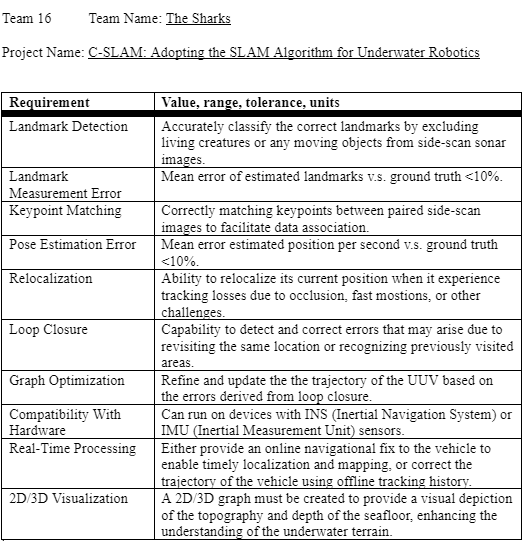 Team 16 Team Name: The Sharks
Project Name: C-SLAM: Adopting the SLAM Algorithm for Underwater Robotics
Requirement Value, range, tolerance, units
Landmark Detection Accurately classify the correct landmarks by excluding
living creatures or any moving objects from side-scan sonar
images.
Landmark Mean error of estimated landmarks v.s. ground truth <10%.
Measurement Error
Keypoint Matching Correctly matching keypoints between paired side-scan
images to facilitate data association.
Pose Estimation Error Mean error estimated position per second v.s. ground truth
<10%.
Relocalization Ability to relocalize its current position when it experience
tracking losses due to occlusion, fast mostions, or other
challenges.
Loop Closure Capability to detect and correct errors that may arise due to
revisiting the same location or recognizing previously visited
areas.
Graph Optimization Refine and update the the trajectory of the UUV based on
the errors derived from loop closure.
Compatibility With Can run on devices with INS (Inertial Navigation System) or
Hardware IMU (Inertial Measurement Unit) sensors.
Real-Time Processing Either provide an online navigational fix to the vehicle to
enable timely localization and mapping, or correct the
trajectory of the vehicle using offline tracking history.
2D/3D Visualization A 2D/3D graph must be created to provide a visual depiction
of the topography and depth of the seafloor, enhancing the
understanding of the underwater terrain.